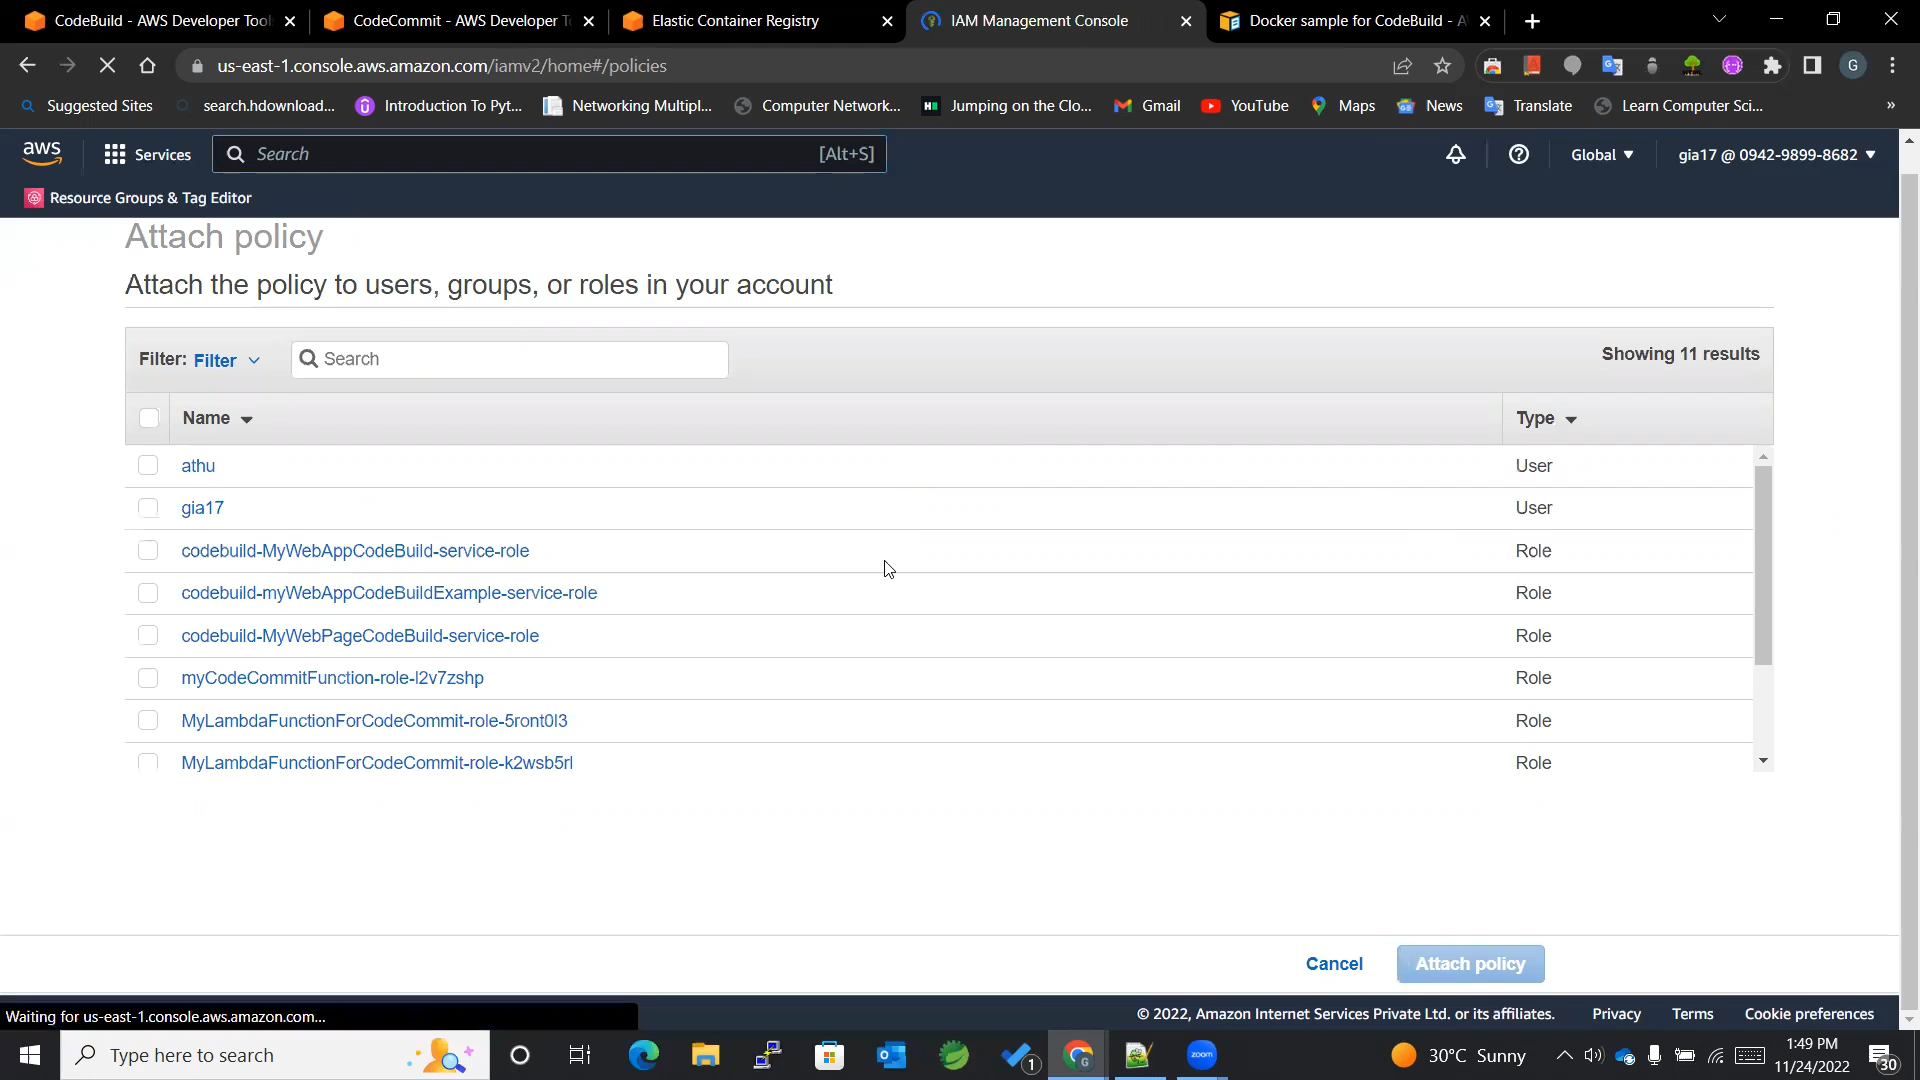 CodeBuild - AWS Developer Tool
CodeCommit - AWS Developer T
Elastic Container Registry
IAM Management Console
Docker sample for CodeBuild - A
us-east-1.console.aws.amazon.com/iamv2/home#/policies
G
Suggested Sites
search.hdownload...
Introduction To Pyt...
Networking Multipl...
Computer Network...
Jumping on the Clo...
Gmail
YouTube
Maps
News
Translate
Learn Computer Sci...
»
aws
Services
Search
[Alt+S]
Global
gia17 @ 0942-9899-8682
Resource Groups & Tag Editor
Attach policy
Attach the policy to users, groups, or roles in your account
Filter: Filter
Search
Showing 11 results
Name
Type
athu User
gia17 User
codebuild-MyWebAppCodeBuild-service-role Role
codebuild-myWebAppCodeBuildExample-service-role Role
codebuild-MyWebPageCodeBuild-service-role Role
myCodeCommitFunction-role-l2v7zshp Role
MyLambdaFunctionForCodeCommit-role-5ront0l3 Role
MyLambdaFunctionForCodeCommit-role-k2wsb5rl Role
Cancel
Attach policy
Waiting for us-east-1.console.aws.amazon.com...
© 2022, Amazon Internet Services Private Ltd. or its affiliates.
Privacy
Terms
Cookie preferences
Type here to search
1
zoom
30°C Sunny
1:49 PM
11/24/2022
30